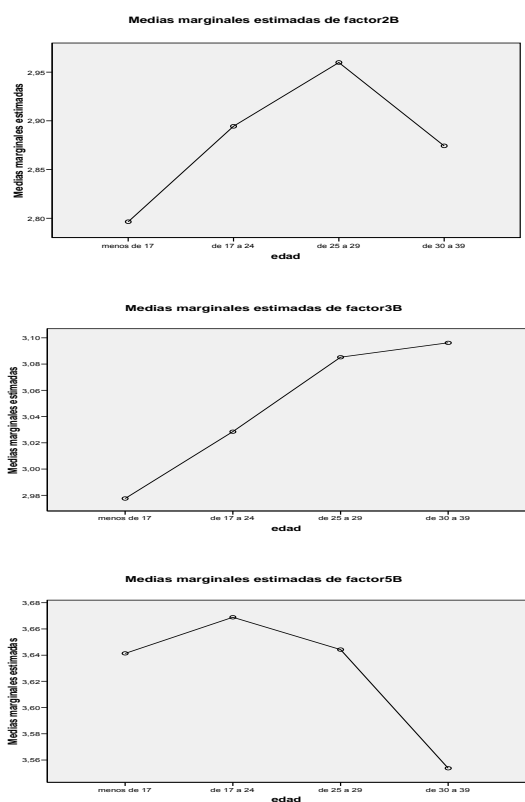 Medias marginales estimadas de factor2B
Medias marginales estimadas
2,95
2,90
2,85
2,80
menos de 17
de 17 a 24
de 25 a 29
de 30 a 39
edad
Medias marginales estimadas de factor3B
Medias marginales estimadas
3,10
3,08
3,06
3,04
3,02
3,00
2,98
menos de 17
de 17 a 24
de 25 a 29
de 30 a 39
edad
Medias marginales estimadas de factor5B
Medias marginales estimadas
3,68
3,66
3,64
3,62
3,60
3,58
3,56
menos de 17
de 17 a 24
de 25 a 29
de 30 a 39
edad